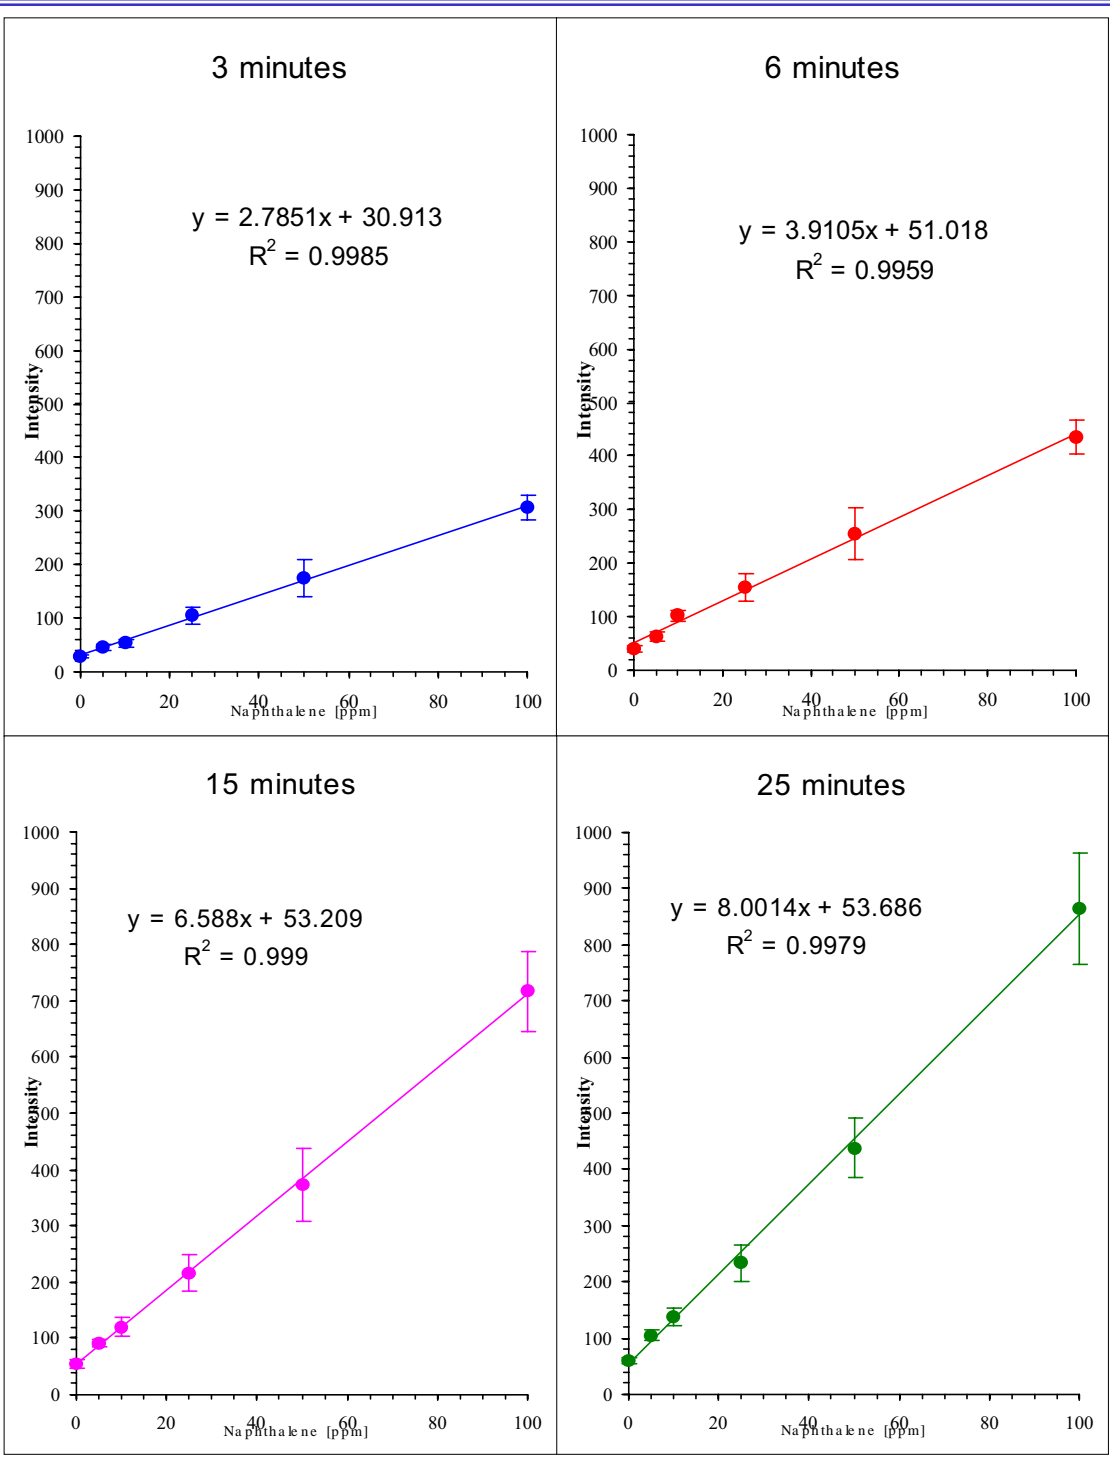 3 minutes
1000
900
800
700
600
500
400
300
200
100
0
Intensity
y = 2.7851x + 30.913
R² = 0.9985
0 20 40 60 80 100
Naphthalene [ppm]
6 minutes
1000
900
800
700
600
500
400
300
200
100
0
Intensity
y = 3.9105x + 51.018
R² = 0.9959
0 20 40 60 80 100
Naphthalene [ppm]
15 minutes
1000
900
800
700
600
500
400
300
200
100
0
Intensity
y = 6.588x + 53.209
R² = 0.999
0 20 40 60 80 100
Naphthalene [ppm]
25 minutes
1000
900
800
700
600
500
400
300
200
100
0
Intensity
y = 8.0014x + 53.686
R² = 0.9979
0 20 40 60 80 100
Naphthalene [ppm]